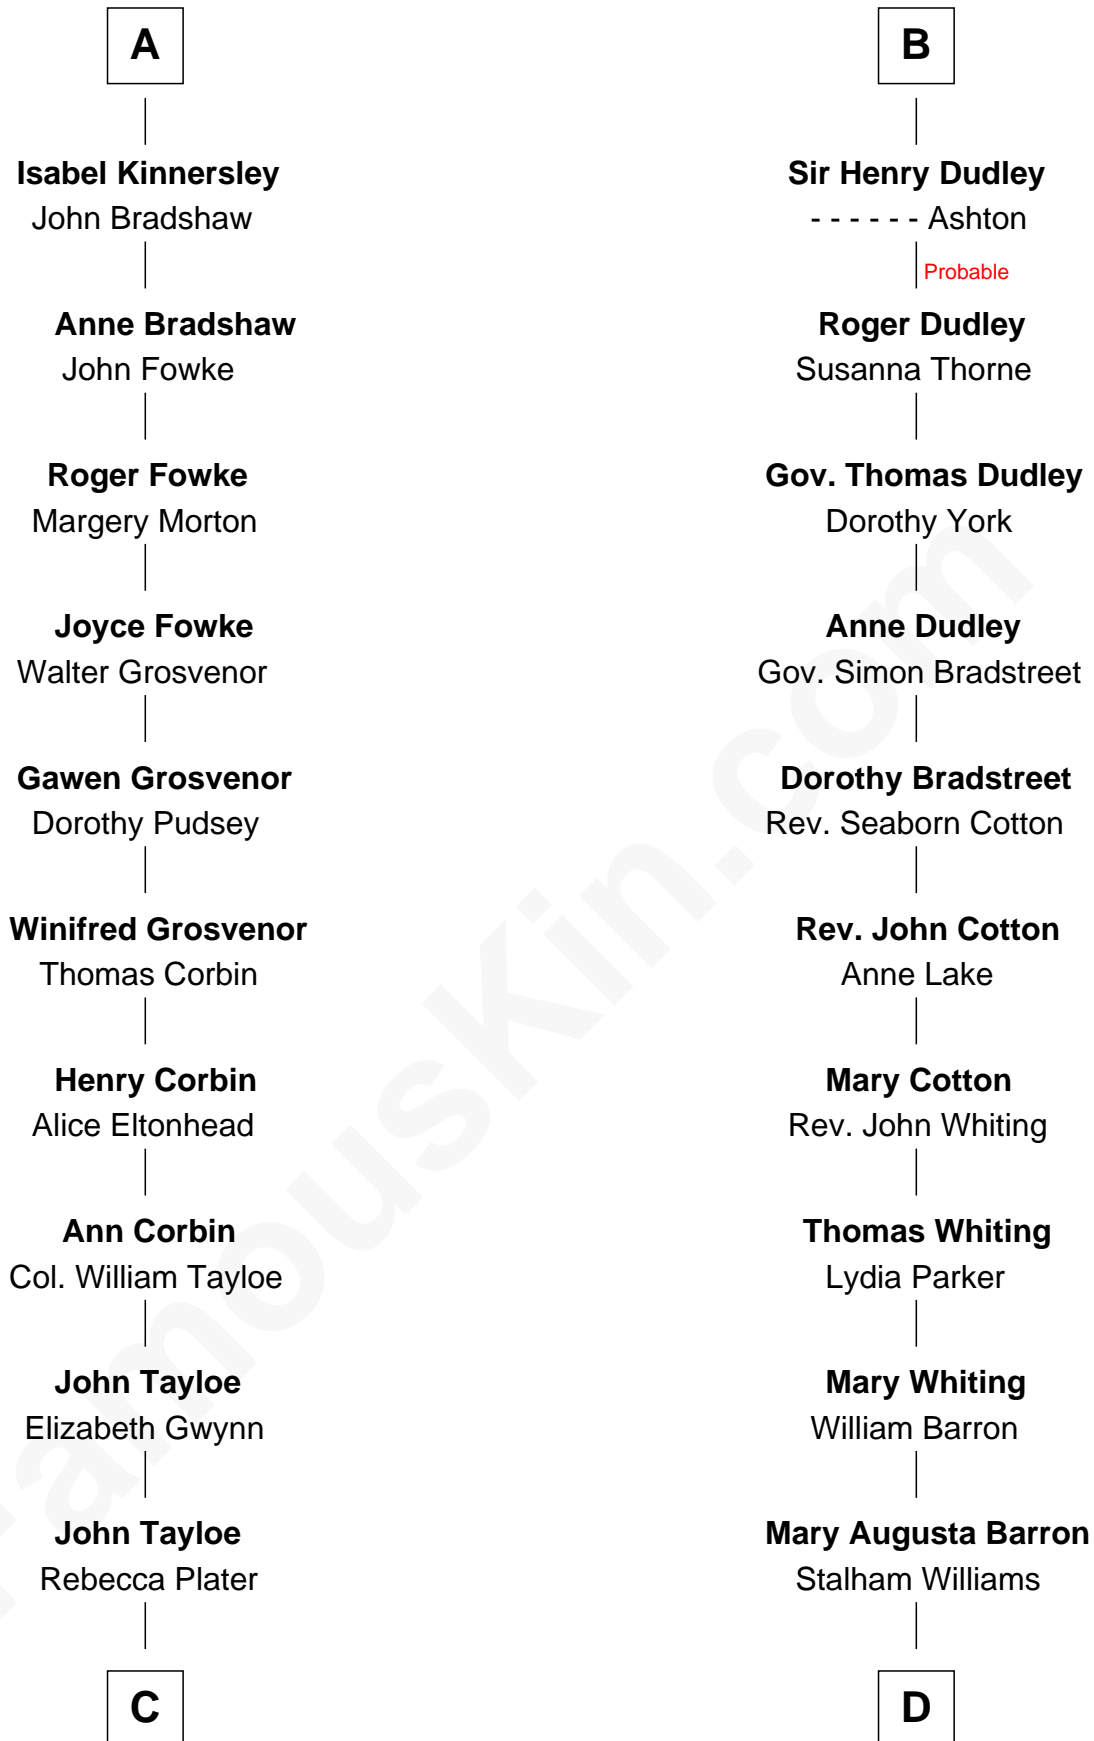 A
Isabel Kinnersley
John Bradshaw
Anne Bradshaw
John Fowke
Roger Fowke
Margery Morton
Joyce Fowke
Walter Grosvenor
Gawen Grosvenor
Dorothy Pudsey
Winifred Grosvenor
Thomas Corbin
Henry Corbin
Alice Eltonhead
Ann Corbin
Col. William Tayloe
John Tayloe
Elizabeth Gwynn
John Tayloe
Rebecca Plater
C
B
Sir Henry Dudley
- - - - - - Ashton
Probable
Roger Dudley
Susanna Thorne
Gov. Thomas Dudley
Dorothy York
Anne Dudley
Gov. Simon Bradstreet
Dorothy Bradstreet
Rev. Seaborn Cotton
Rev. John Cotton
Anne Lake
Mary Cotton
Rev. John Whiting
Thomas Whiting
Lydia Parker
Mary Whiting
William Barron
Mary Augusta Barron
Stalham Williams
D
FamousKin.com